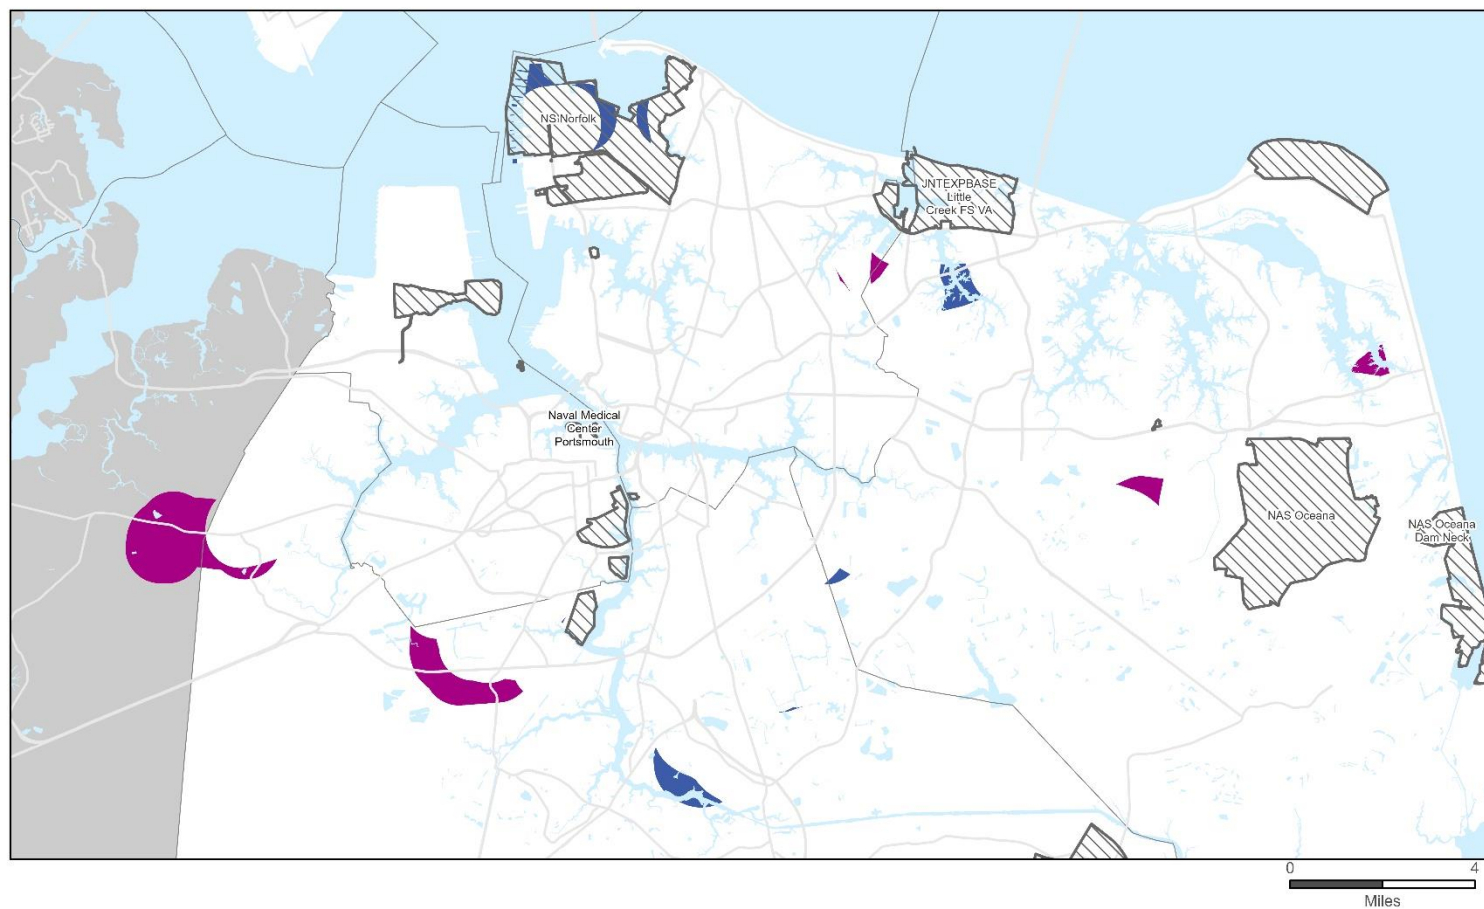 NS Norfolk
JNTEXPBASE
Little
Creek FS VA
Naval Medical
Center
Portsmouth
NAS Oceana
NAS Oceana
Dam Neck
0 4
Miles